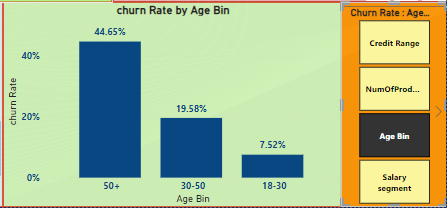 churn Rate by Age Bin
churn Rate
40%
20%
0%
44.65%
19.58%
7.52%
50+
30-50
18-30
Age Bin
Churn Rate : Age...
Credit Range
NumOfProd...
Age Bin
Salary
segment